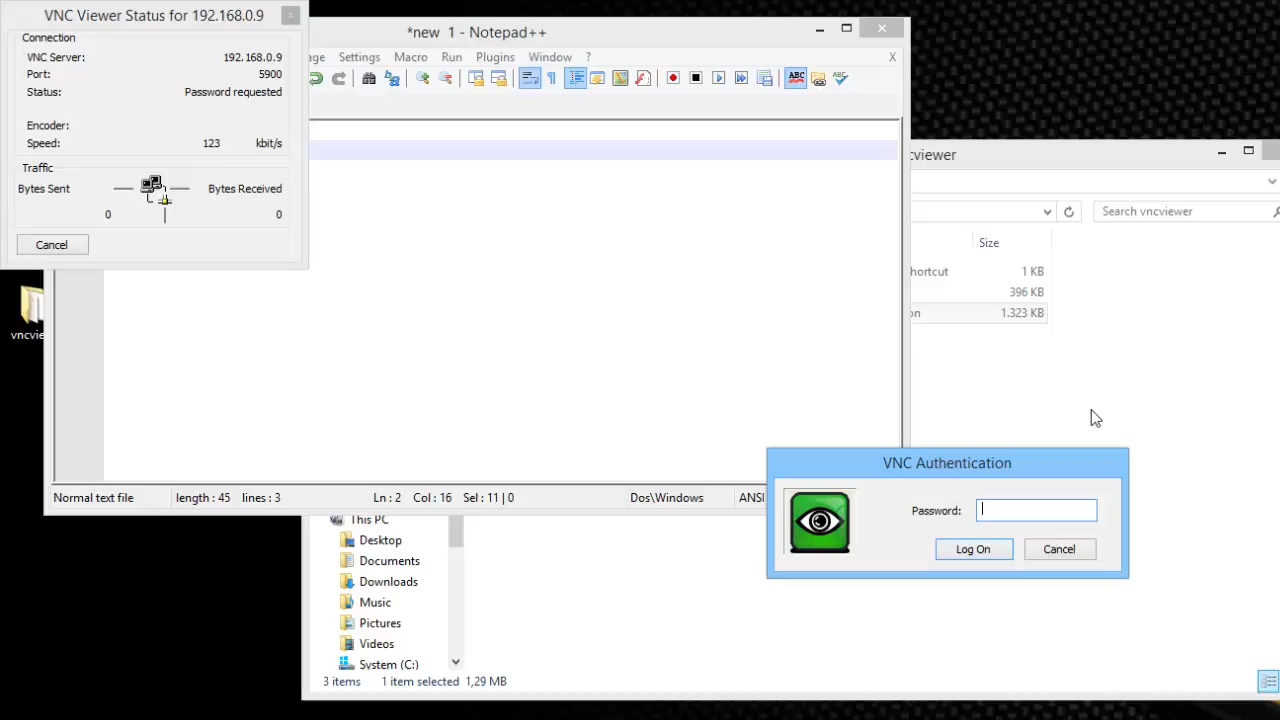 VNC Viewer Status for 192.168.0.9
Connection
VNC Server: 192.168.0.9
Port: 5900
Status: Password requested
Encoder:
Speed: 123 kbit/s
Traffic
Bytes Sent Bytes Received
0 0
Cancel
*new 1 - Notepad++
age Settings Macro Run Plugins Window ? X
ABC ABC
Normal text file length : 45 lines : 3 Ln : 2 Col : 16 Sel : 11 | 0 Dos\Windows ANSI
vncvie
cviewer
Search vncviewer
Size
hortcut 1 KB
396 KB
on 1.323 KB
VNC Authentication
Password:
Log On Cancel
This PC
Desktop
Documents
Downloads
Music
Pictures
Videos
System (C:)
3 items 1 item selected 1,29 MB